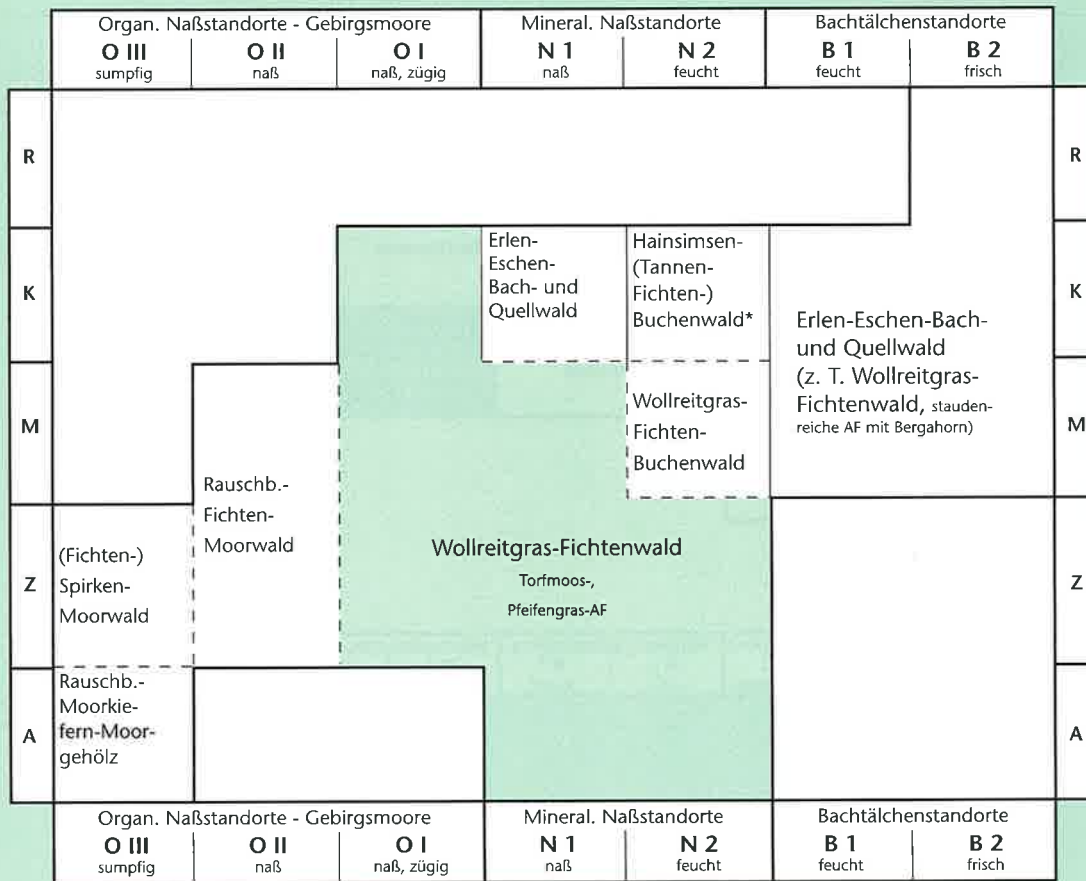 Organ. Naßstandorte - Gebirgsmoore
Mineral. Naßstandorte
Bachtälchenstandorte
O III
O II
O I
N 1
N 2
B 1
B 2
sumpfig
naß
naß, zügig
naß
feucht
feucht
frisch
R
R
K
Erlen-
Eschen-
Bach- und
Quellwald
Hainsimsen-
(Tannen-
Fichten-)
Buchenwald*
K
Erlen-Eschen-Bach-
und Quellwald
(z. T. Wollreitgras-
Fichtenwald, stauden-
reiche AF mit Bergahorn)
M
Wollreitgras-
Fichten-
Buchenwald
M
Rauschb.-
Fichten-
Moorwald
Z
(Fichten-)
Spirken-
Moorwald
Wollreitgras-Fichtenwald
Torfmoos-,
Pfeifengras-AF
Z
A
Rauschb.-
Moorkie-
fern-Moor-
gehölz
A
Organ. Naßstandorte - Gebirgsmoore
Mineral. Naßstandorte
Bachtälchenstandorte
O III
O II
O I
N 1
N 2
B 1
B 2
sumpfig
naß
naß, zügig
naß
feucht
feucht
frisch